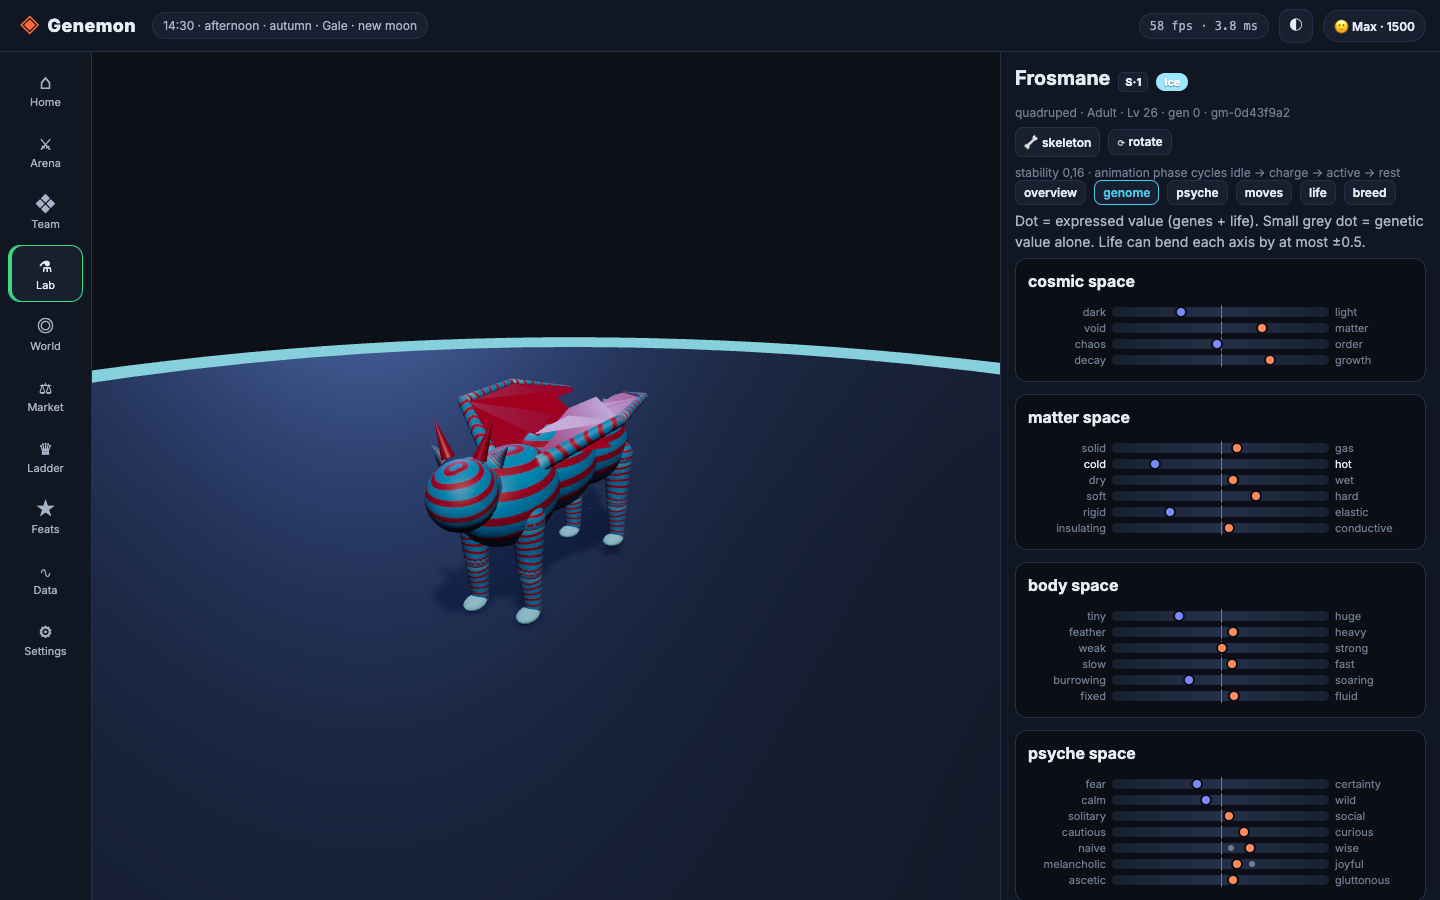 Genemon
14:30 · afternoon · autumn · Gale · new moon
58 fps · 3.8 ms
Max · 1500
Home
Arena
Team
Lab
World
Market
Ladder
Feats
Data
Settings
Frosmane S·1 Ice
quadruped · Adult · Lv 26 · gen 0 · gm-0d43f9a2
skeleton rotate
stability 0,16 · animation phase cycles idle → charge → active → rest
overview genome psyche moves life breed
Dot = expressed value (genes + life). Small grey dot = genetic
value alone. Life can bend each axis by at most ±0.5.
cosmic space
dark light
void matter
chaos order
decay growth
matter space
solid gas
cold hot
dry wet
soft hard
rigid elastic
insulating conductive
body space
tiny huge
feather heavy
weak strong
slow fast
burrowing soaring
fixed fluid
psyche space
fear certainty
calm wild
solitary social
cautious curious
naive wise
melancholic joyful
ascetic gluttonous